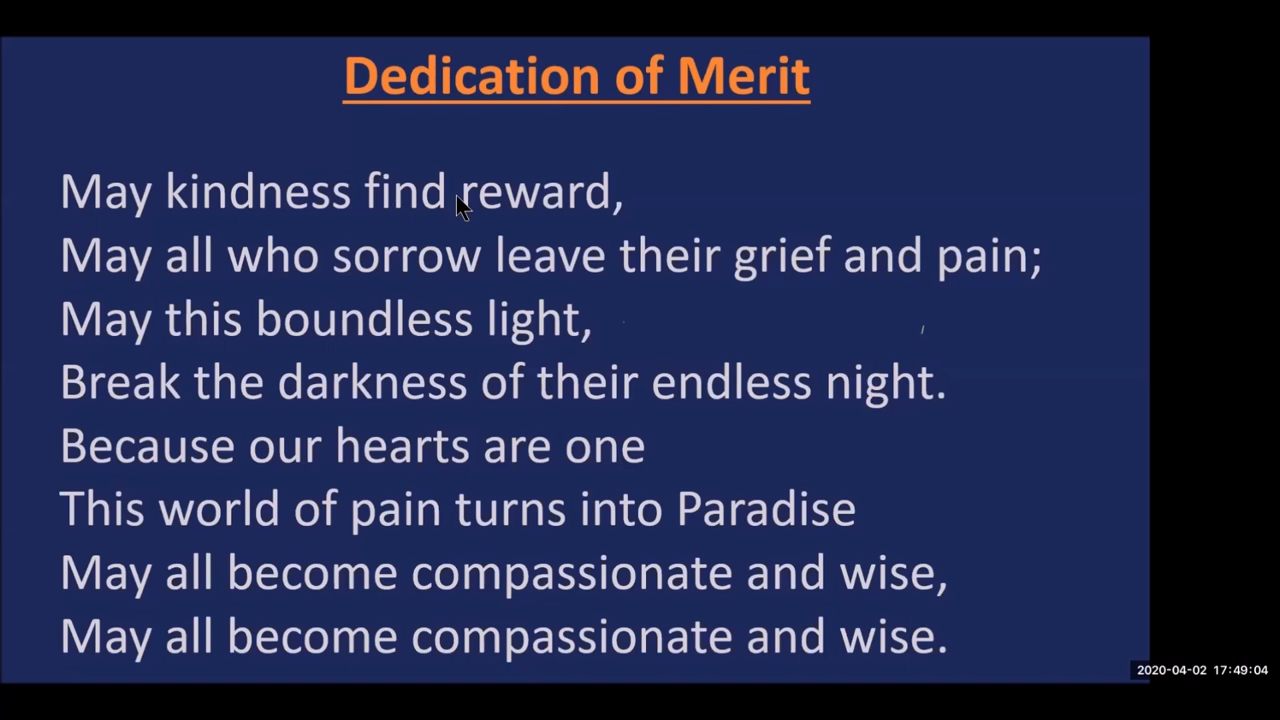 Dedication of Merit
May kindness find reward,
May all who sorrow leave their grief and pain;
May this boundless light,
Break the darkness of their endless night.
Because our hearts are one
This world of pain turns into Paradise
May all become compassionate and wise,
May all become compassionate and wise.
2020-04-02 17:49:04